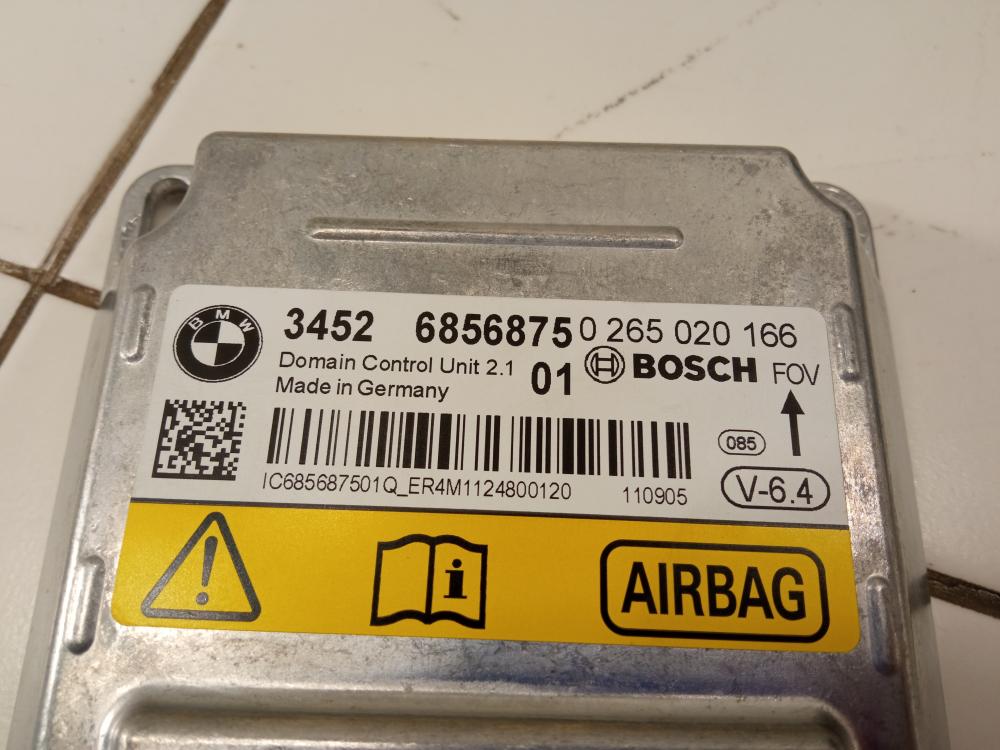 BMW
3452 6856875 0 265 020 166
Domain Control Unit 2.1 01 BOSCH FOV
Made in Germany
085
IC685687501Q_ER4M1124800120 110905 V-6.4
i
AIRBAG